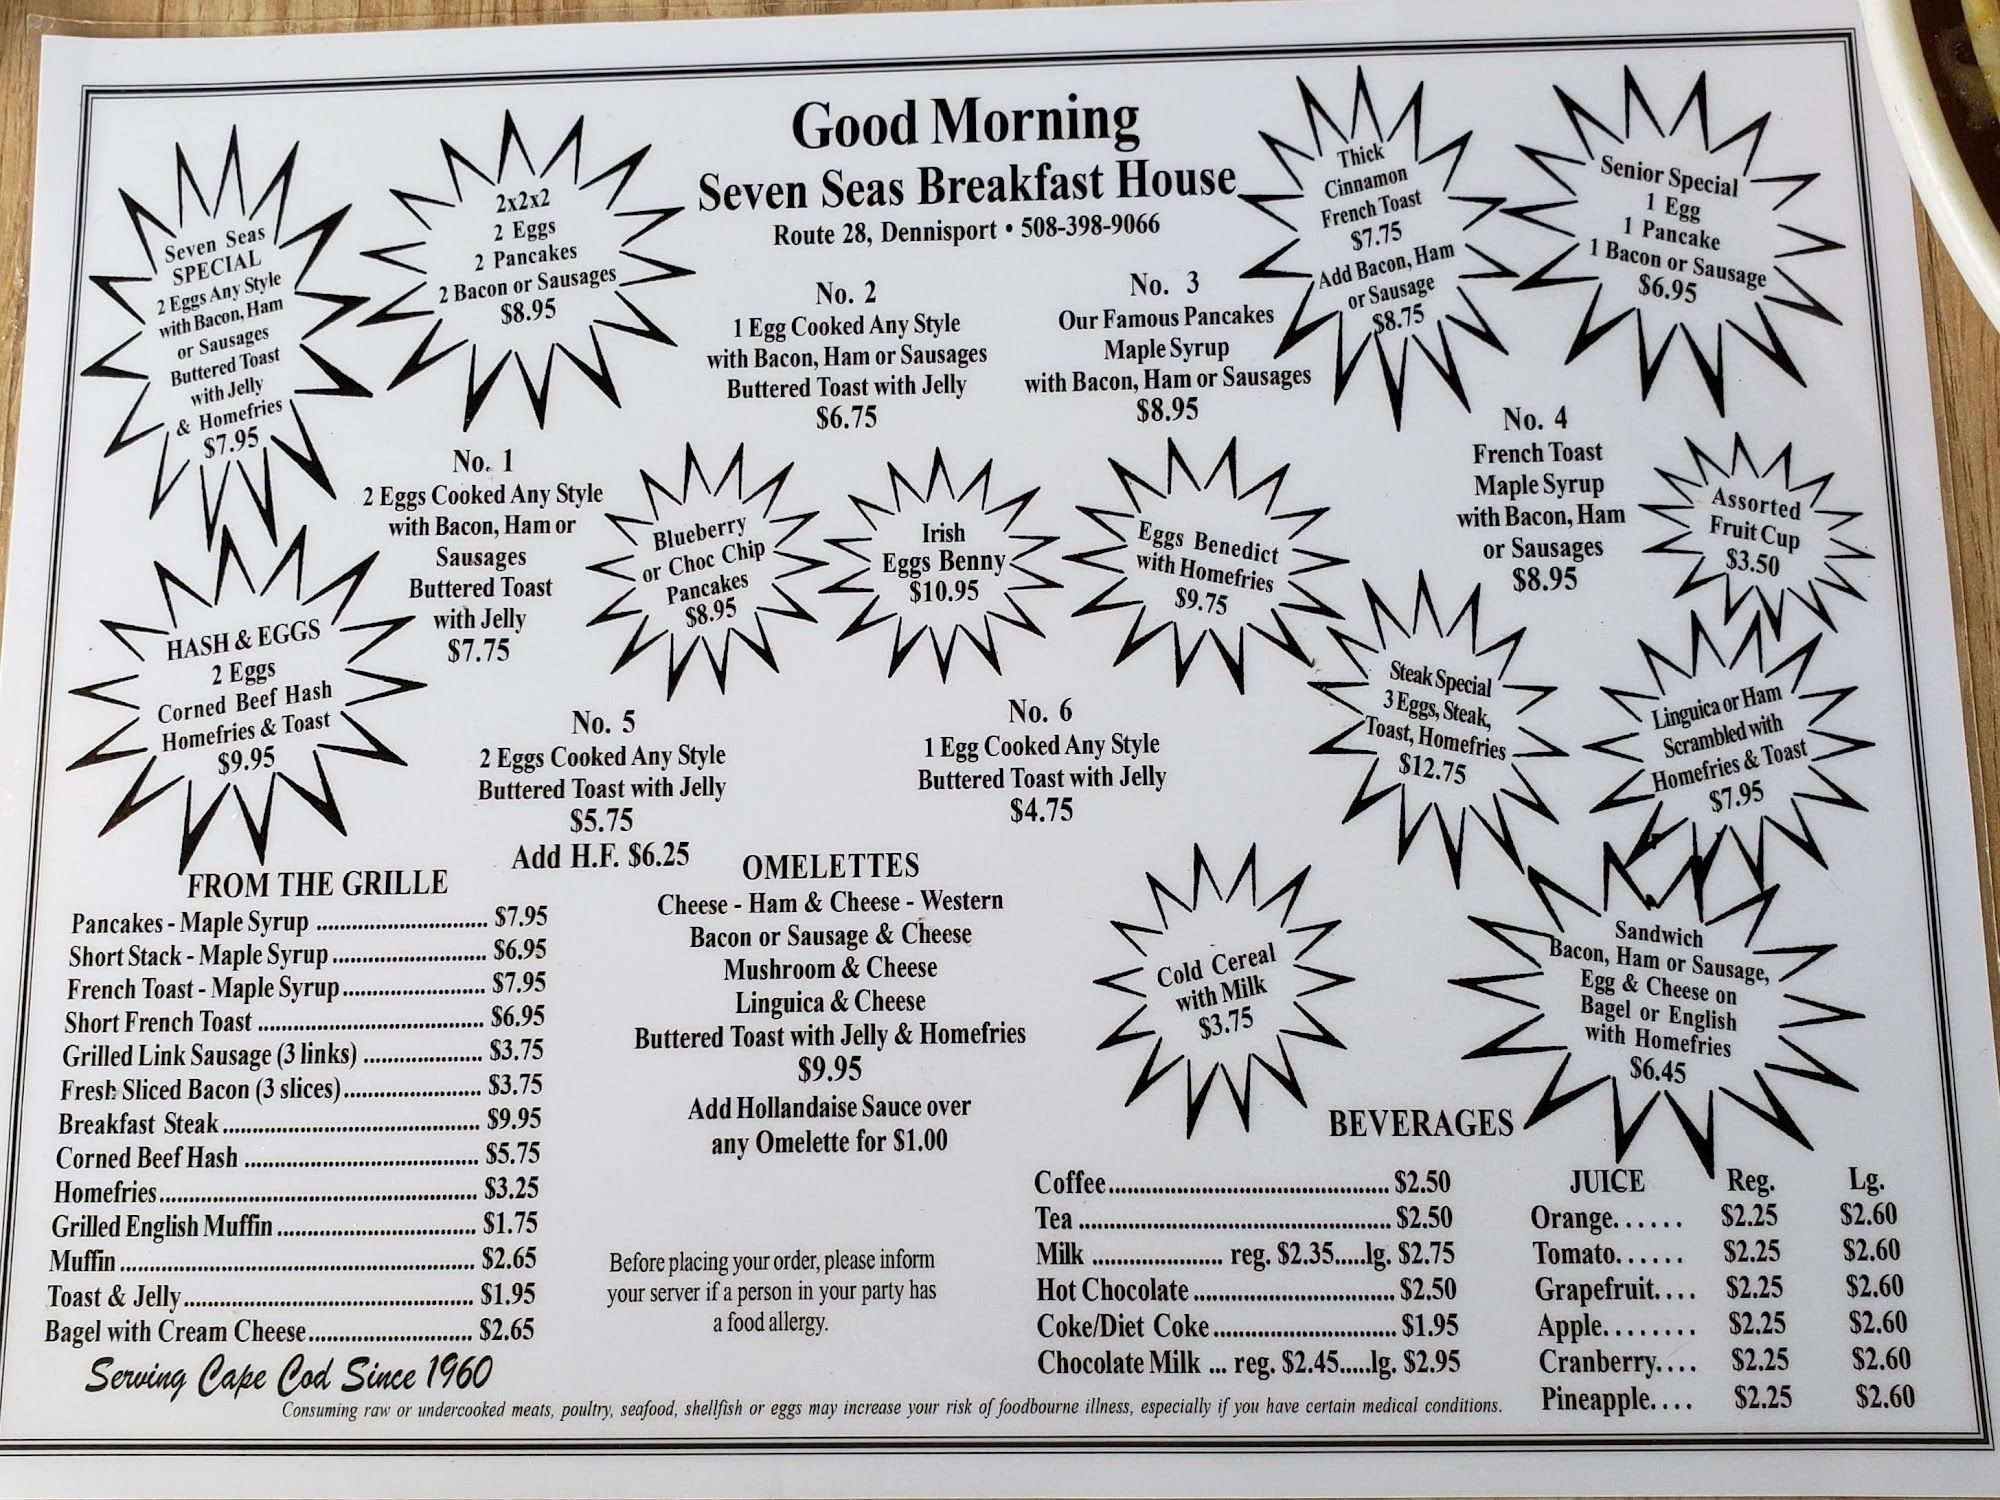 Good Morning
Seven Seas Breakfast House
Route 28, Dennisport • 508-398-9066
Seven Seas
SPECIAL
2 Eggs Any Style
with Bacon, Ham
or Sausages
Buttered Toast
with Jelly
& Homefries
$7.95
2x2x2
2 Eggs
2 Pancakes
2 Bacon or Sausages
$8.95
No. 2
1 Egg Cooked Any Style
with Bacon, Ham or Sausages
Buttered Toast with Jelly
$6.75
No. 3
Our Famous Pancakes
Maple Syrup
with Bacon, Ham or Sausages
$8.95
Thick
Cinnamon
French Toast
$7.75
Add Bacon, Ham
or Sausage
$8.75
Senior Special
1 Egg
1 Pancake
1 Bacon or Sausage
$6.95
No. 1
2 Eggs Cooked Any Style
with Bacon, Ham or
Sausages
Buttered Toast
with Jelly
$7.75
Blueberry
or Choc Chip
Pancakes
$8.95
Irish
Eggs Benny
$10.95
Eggs Benedict
with Homefries
$9.75
No. 4
French Toast
Maple Syrup
with Bacon, Ham
or Sausages
$8.95
Assorted
Fruit Cup
$3.50
HASH & EGGS
2 Eggs
Corned Beef Hash
Homefries & Toast
$9.95
No. 5
2 Eggs Cooked Any Style
Buttered Toast with Jelly
$5.75
Add H.F. $6.25
No. 6
1 Egg Cooked Any Style
Buttered Toast with Jelly
$4.75
Steak Special
3 Eggs, Steak,
Toast, Homefries
$12.75
Linguica or Ham
Scrambled with
Homefries & Toast
$7.95
FROM THE GRILLE
Pancakes - Maple Syrup ................................ $7.95
Short Stack - Maple Syrup ............................. $6.95
French Toast - Maple Syrup........................... $7.95
Short French Toast ........................................ $6.95
Grilled Link Sausage (3 links) ..................... $3.75
Fresh Sliced Bacon (3 slices)........................ $3.75
Breakfast Steak.............................................. $9.95
Corned Beef Hash .......................................... $5.75
Homefries........................................................ $3.25
Grilled English Muffin................................... $1.75
Muffin.............................................................. $2.65
Toast & Jelly.................................................... $1.95
Bagel with Cream Cheese............................. $2.65
Serving Cape Cod Since 1960
OMELETTES
Cheese - Ham & Cheese - Western
Bacon or Sausage & Cheese
Mushroom & Cheese
Linguica & Cheese
Buttered Toast with Jelly & Homefries
$9.95
Add Hollandaise Sauce over
any Omelette for $1.00
Before placing your order, please inform
your server if a person in your party has
a food allergy.
Cold Cereal
with Milk
$3.75
Sandwich
Bacon, Ham or Sausage,
Egg & Cheese on
Bagel or English
with Homefries
$6.45
BEVERAGES
Coffee................................................ $2.50
Tea ..................................................... $2.50
Milk ....................... reg. $2.35.....lg. $2.75
Hot Chocolate................................... $2.50
Coke/Diet Coke................................ $1.95
Chocolate Milk ... reg. $2.45.....lg. $2.95
JUICE Reg. Lg.
Orange...... $2.25 $2.60
Tomato...... $2.25 $2.60
Grapefruit.... $2.25 $2.60
Apple........ $2.25 $2.60
Cranberry.... $2.25 $2.60
Pineapple.... $2.25 $2.60
Consuming raw or undercooked meats, poultry, seafood, shellfish or eggs may increase your risk of foodbourne illness, especially if you have certain medical conditions.